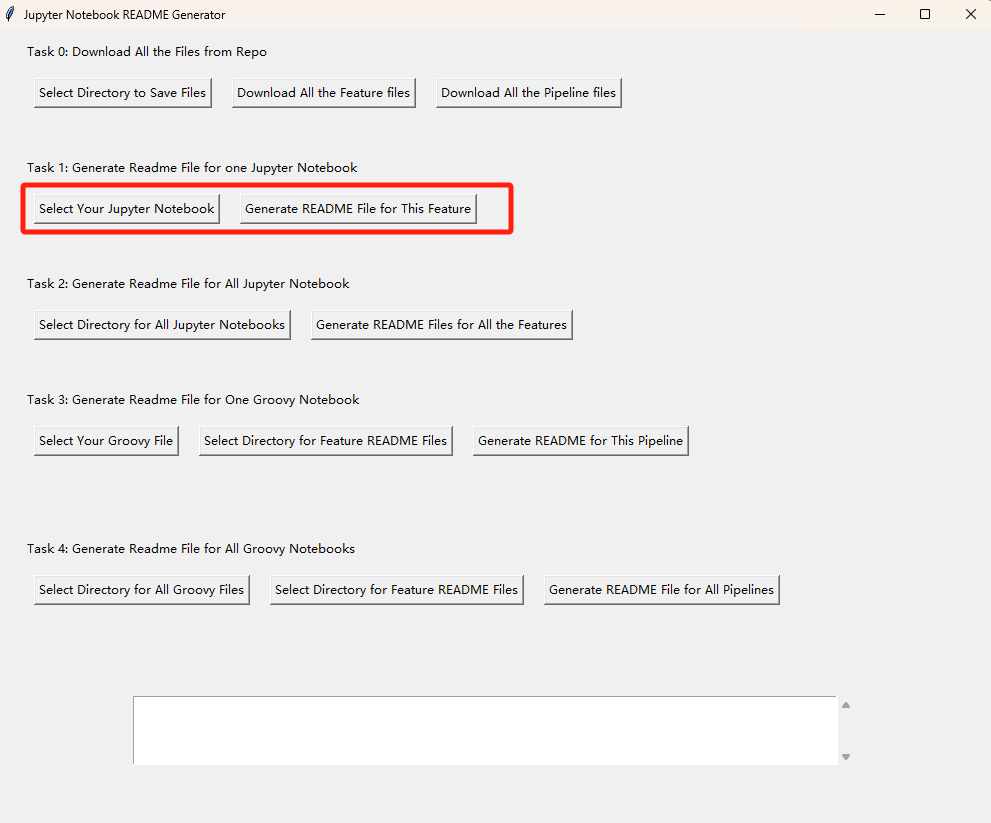 Jupyter Notebook README Generator
Task 0: Download All the Files from Repo
Select Directory to Save Files Download All the Feature files Download All the Pipeline files
Task 1: Generate Readme File for one Jupyter Notebook
Select Your Jupyter Notebook Generate README File for This Feature
Task 2: Generate Readme File for All Jupyter Notebook
Select Directory for All Jupyter Notebooks Generate README Files for All the Features
Task 3: Generate Readme File for One Groovy Notebook
Select Your Groovy File Select Directory for Feature README Files Generate README for This Pipeline
Task 4: Generate Readme File for All Groovy Notebooks
Select Directory for All Groovy Files Select Directory for Feature README Files Generate README File for All Pipelines